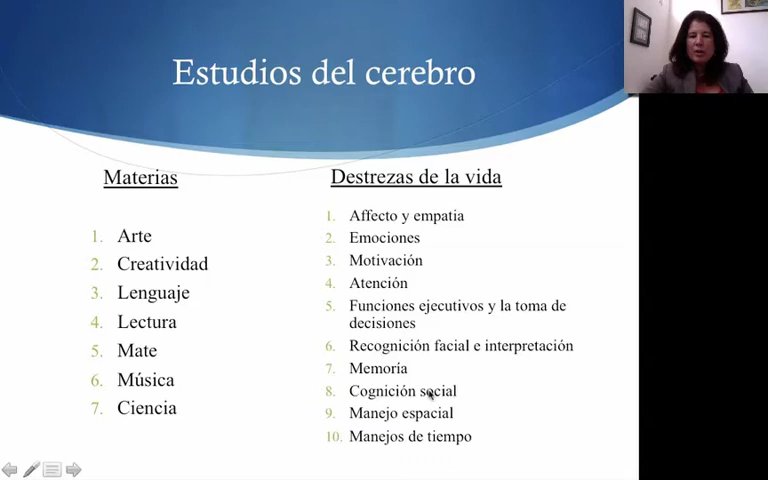 Estudios del cerebro
Materias
1. Arte
2. Creatividad
3. Lenguaje
4. Lectura
5. Mate
6. Música
7. Ciencia
Destrezas de la vida
1. Affecto y empatia
2. Emociones
3. Motivación
4. Atención
5. Funciones ejecutivos y la toma de
decisiones
6. Recognición facial e interpretación
7. Memoría
8. Cognición social
9. Manejo espacial
10. Manejos de tiempo